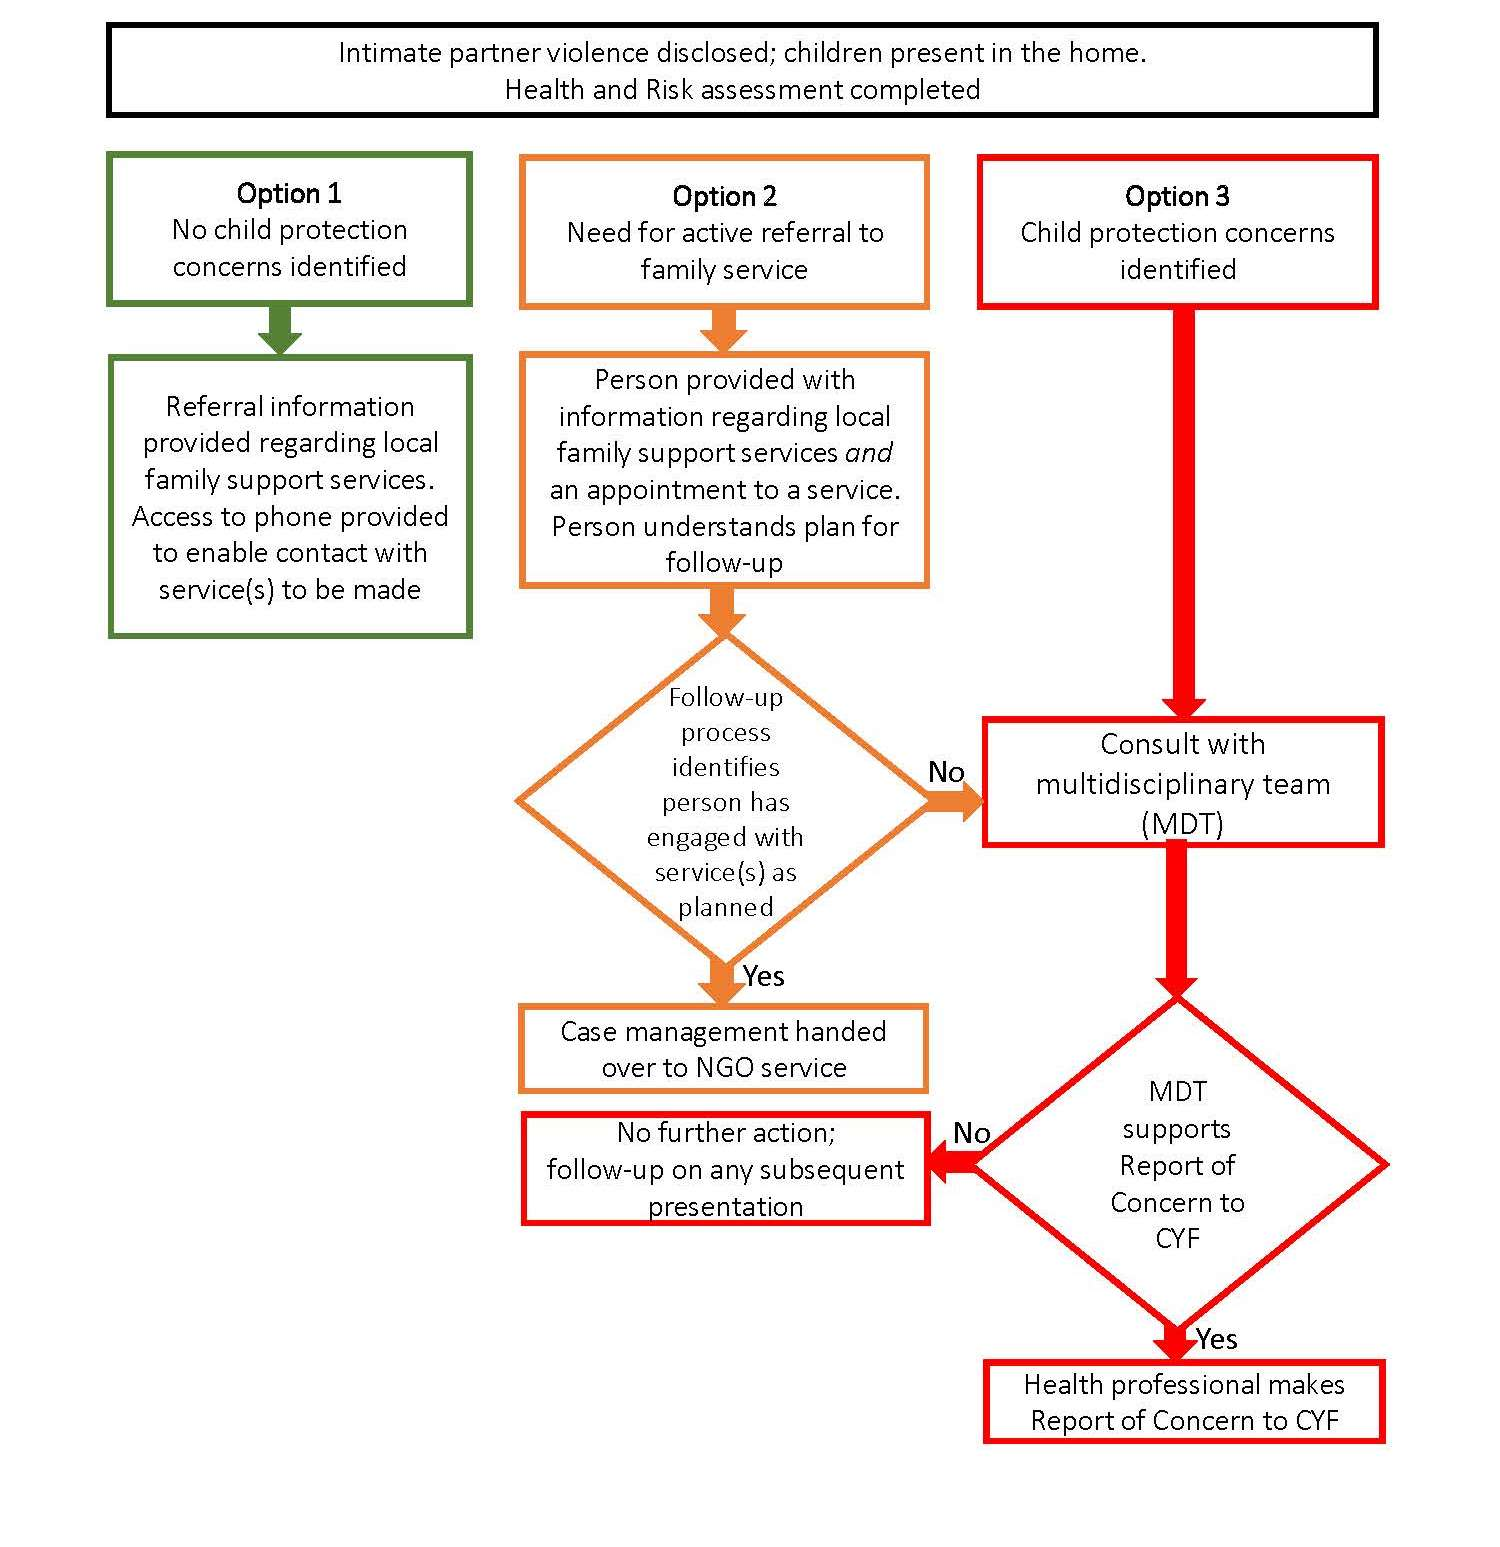 Intimate partner violence disclosed; children present in the home.
Health and Risk assessment completed
Option 1
No child protection
concerns identified
Referral information
provided regarding local
family support services.
Access to phone provided
to enable contact with
service(s) to be made
Option 2
Need for active referral to
family service
Person provided with
information regarding local
family support services and
an appointment to a service.
Person understands plan for
follow-up
Follow-up
process
identifies
person has
engaged with
service(s) as
planned
No
Yes
Case management handed
over to NGO service
Option 3
Child protection concerns
identified
Consult with
multidisciplinary team
(MDT)
MDT
supports
Report of
Concern to
CYF
No
No further action;
follow-up on any subsequent
presentation
Yes
Health professional makes
Report of Concern to CYF